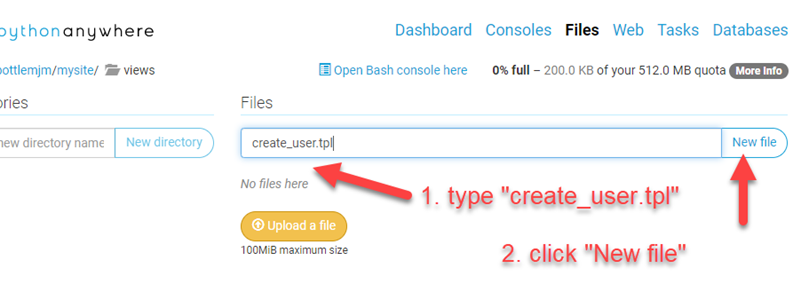 pythonanywhere
Dashboard Consoles Files Web Tasks Databases
bottlemjm/mysite/ views
Open Bash console here 0% full – 200.0 KB of your 512.0 MB quota More Info
ories Files
new directory name New directory create_user.tpl New file
No files here
1. type "create_user.tpl"
Upload a file
100MiB maximum size
2. click "New file"